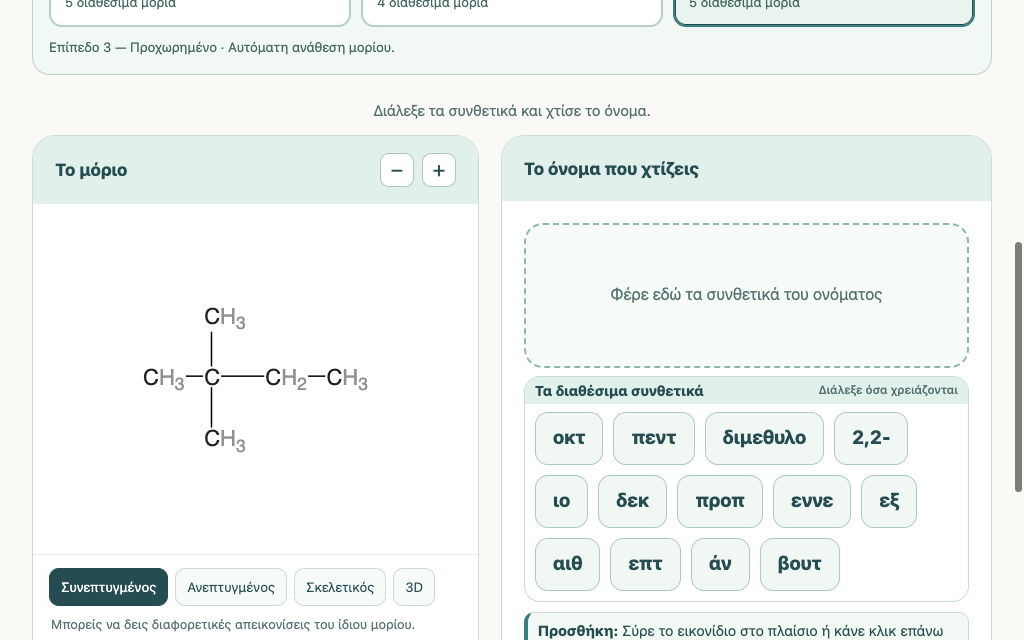 5 διαθέσιμα μόρια
4 διαθέσιμα μόρια
5 διαθέσιμα μόρια
Επίπεδο 3 — Προχωρημένο · Αυτόματη ανάθεση μορίου.
Διάλεξε τα συνθετικά και χτίσε το όνομα.
Το μόριο
− +
CH3
CH3 C CH2 CH3
CH3
Συνεπτυγμένος Ανεπτυγμένος Σκελετικός 3D
Μπορείς να δεις διαφορετικές απεικονίσεις του ίδιου μορίου.
Το όνομα που χτίζεις
Φέρε εδώ τα συνθετικά του ονόματος
Τα διαθέσιμα συνθετικά Διάλεξε όσα χρειάζονται
οκτ πεντ διμεθυλο 2,2-
ιο δεκ προπ εννε εξ
αιθ επτ άν βουτ
Προσθήκη: Σύρε το εικονίδιο στο πλαίσιο ή κάνε κλικ επάνω